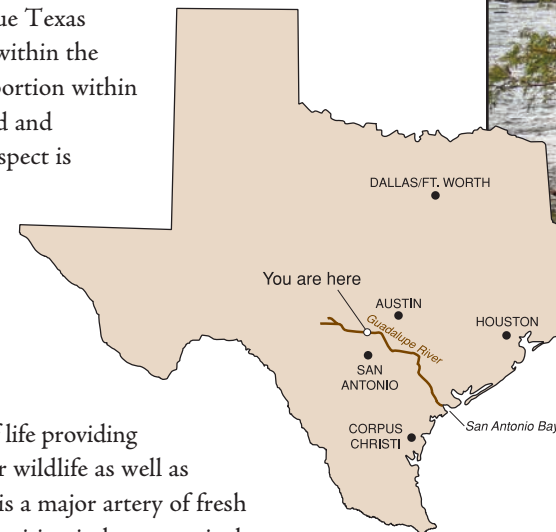 ue Texas
within the
portion within
d and
spect is
DALLAS/FT. WORTH
You are here
AUSTIN
Guadalupe River
HOUSTON
SAN
ANTONIO
San Antonio Bay
CORPUS
CHRISTI
f life providing
r wildlife as well as
is a major artery of fresh